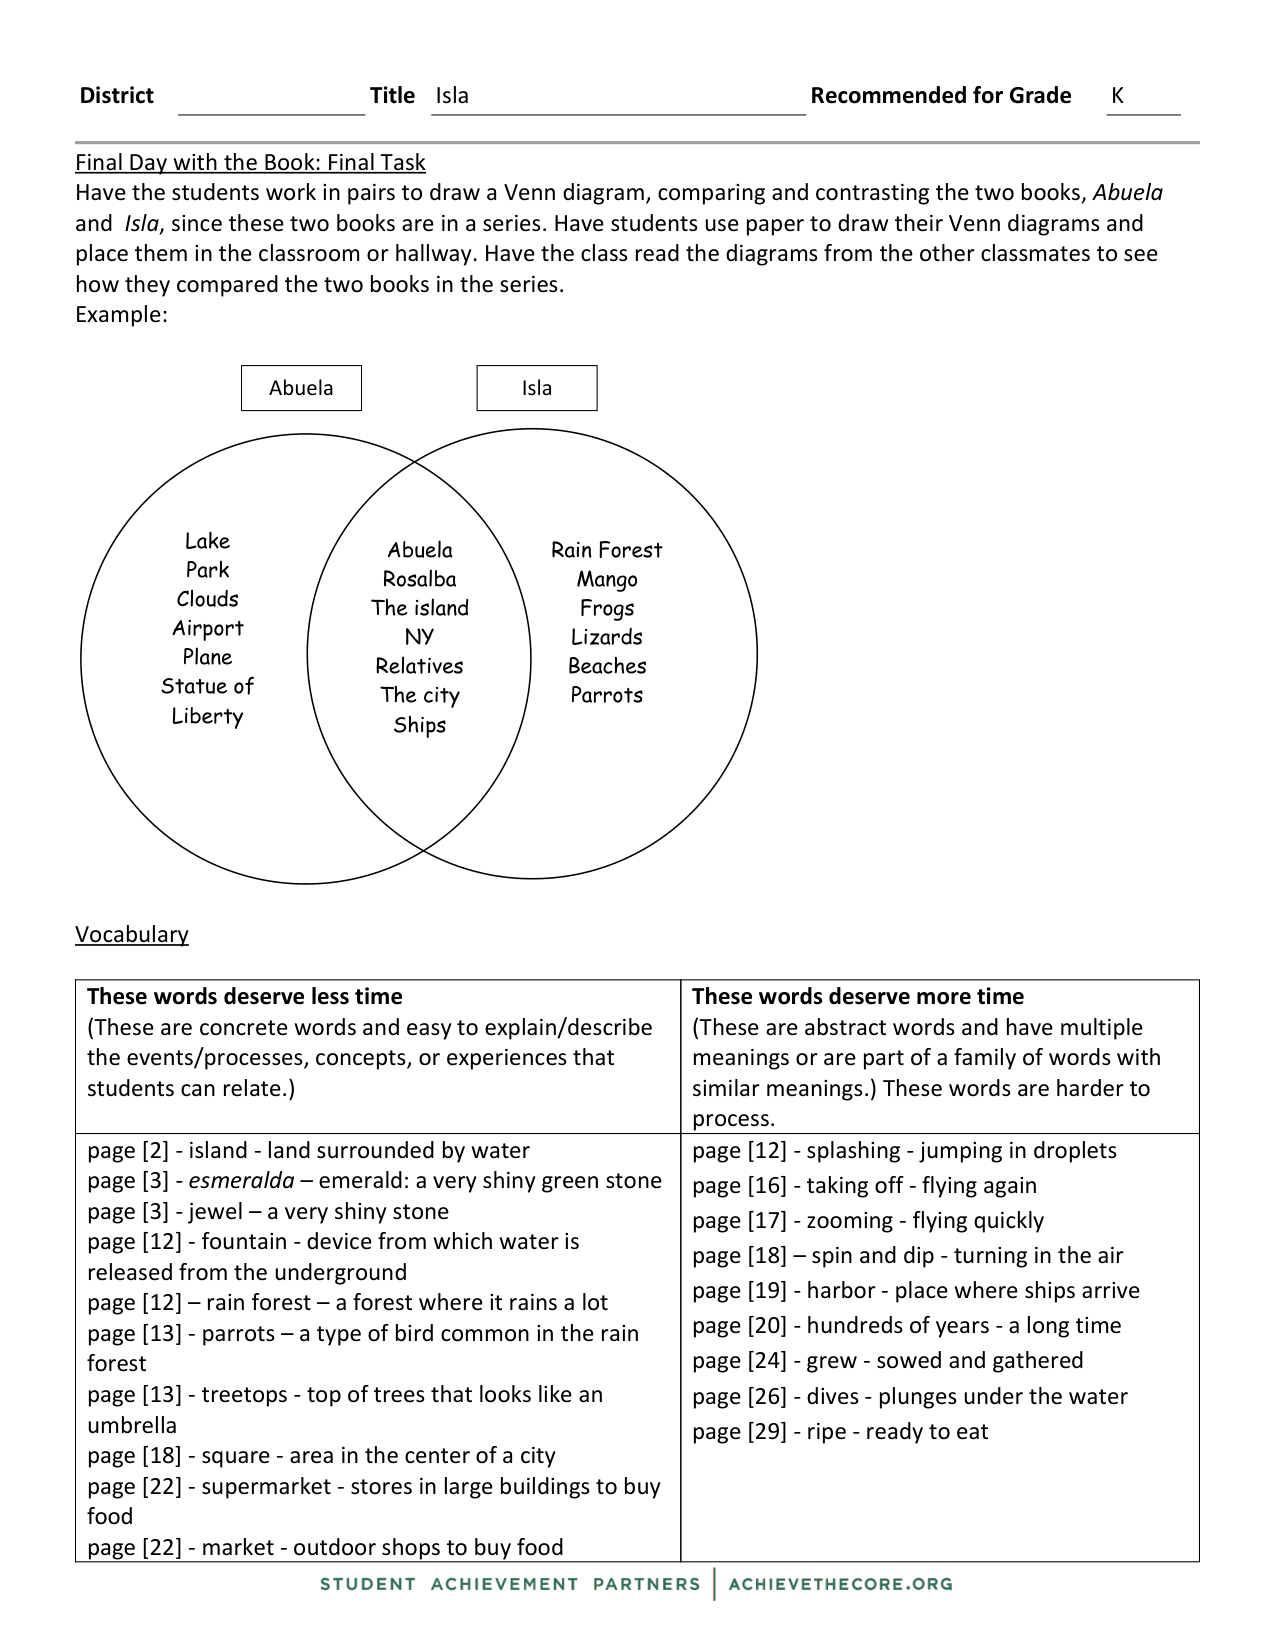 District Title Isla Recommended for Grade K
Final Day with the Book: Final Task
Have the students work in pairs to draw a Venn diagram, comparing and contrasting the two books, Abuela
and Isla, since these two books are in a series. Have students use paper to draw their Venn diagrams and
place them in the classroom or hallway. Have the class read the diagrams from the other classmates to see
how they compared the two books in the series.
Example:
Abuela
Isla
Lake
Park
Clouds
Airport
Plane
Statue of
Liberty
Abuela
Rosalba
The island
NY
Relatives
The city
Ships
Rain Forest
Mango
Frogs
Lizards
Beaches
Parrots
Vocabulary
These words deserve less time
(These are concrete words and easy to explain/describe
the events/processes, concepts, or experiences that
students can relate.)
These words deserve more time
(These are abstract words and have multiple
meanings or are part of a family of words with
similar meanings.) These words are harder to
process.
page [2] - island - land surrounded by water
page [3] - esmeralda – emerald: a very shiny green stone
page [3] - jewel – a very shiny stone
page [12] - fountain - device from which water is
released from the underground
page [12] – rain forest – a forest where it rains a lot
page [13] - parrots – a type of bird common in the rain
forest
page [13] - treetops - top of trees that looks like an
umbrella
page [18] - square - area in the center of a city
page [22] - supermarket - stores in large buildings to buy
food
page [22] - market - outdoor shops to buy food
page [12] - splashing - jumping in droplets
page [16] - taking off - flying again
page [17] - zooming - flying quickly
page [18] – spin and dip - turning in the air
page [19] - harbor - place where ships arrive
page [20] - hundreds of years - a long time
page [24] - grew - sowed and gathered
page [26] - dives - plunges under the water
page [29] - ripe - ready to eat
STUDENT ACHIEVEMENT PARTNERS | ACHIEVETHECORE.ORG